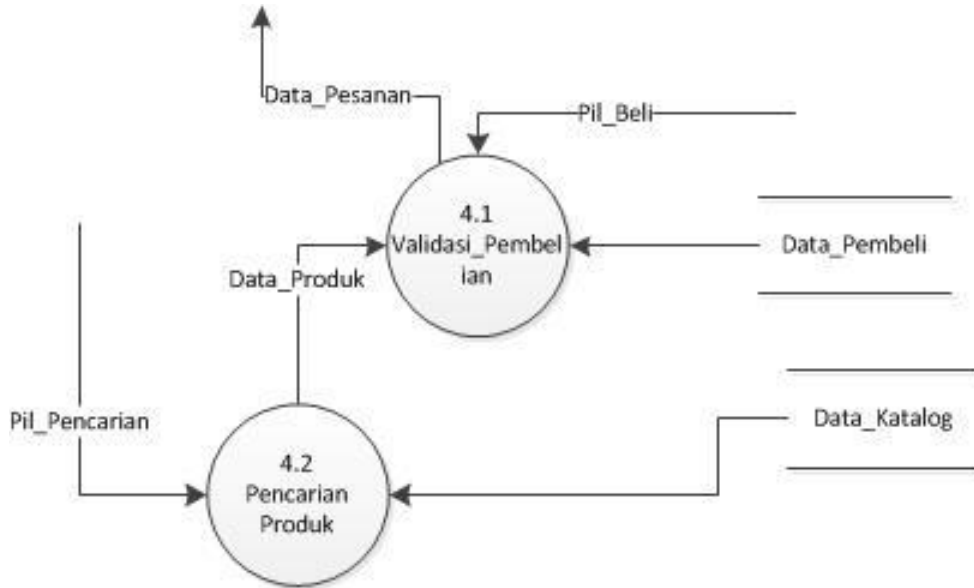 Data_Pesanan
Pil_Beli
4.1
Validasi_Pembel
ian
Data_Pembeli
Data_Produk
Pil_Pencarian
Data_Katalog
4.2
Pencarian
Produk